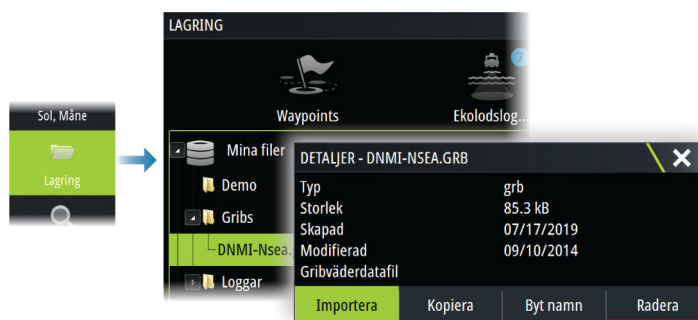 Sol, Måne
Lagring
LAGRING
7
Waypoints
Ekolodslog...
Mina filer
Demo
Gribs
DNMI-Nsea.
Loggar
DETALJER - DNMI-NSEA.GRB
Typ grb
Storlek 85.3 kB
Skapad 07/17/2019
Modifierad 09/10/2014
Gribväderdatafil
Importera Kopiera Byt namn Radera